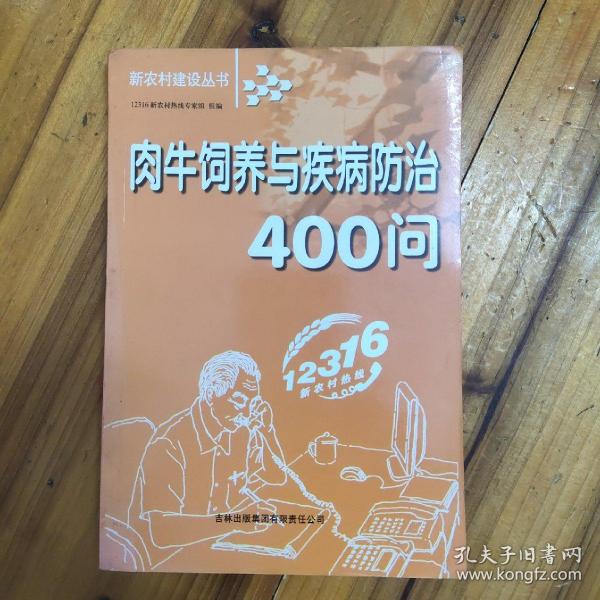 新农村建设丛书
12316新农村热线专家组 组编
肉牛饲养与疾病防治
400问
12316
新农村热线
吉林出版集团有限责任公司
孔夫子旧书网
www.kongfz.com